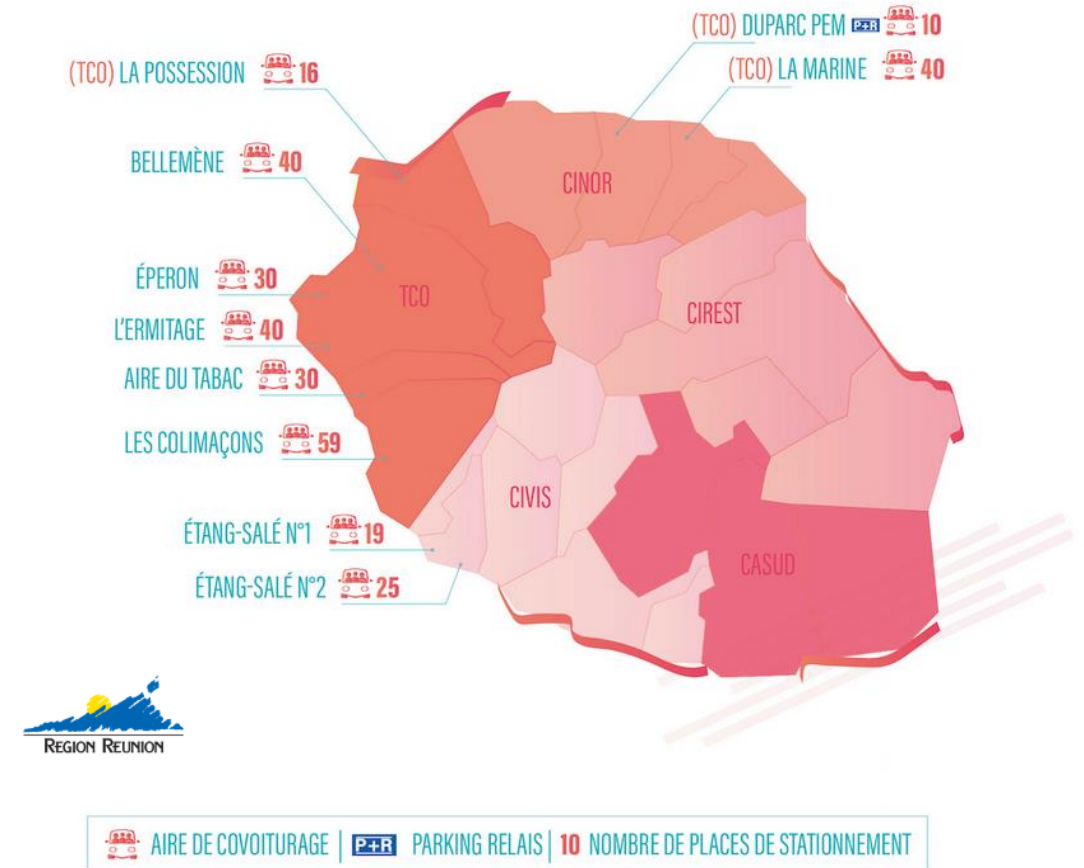 (TCO) DUPARC PEM P+R 10
(TCO) LA POSSESSION 16
(TCO) LA MARINE 40
BELLEMÈNE 40
CINOR
ÉPERON 30
TCO
L'ERMITAGE 40
CIREST
AIRE DU TABAC 30
LES COLIMAÇONS 59
CIVIS
ÉTANG-SALÉ N°1 19
CASUD
ÉTANG-SALÉ N°2 25
REGION REUNION
AIRE DE COVOITURAGE | P+R PARKING RELAIS | 10 NOMBRE DE PLACES DE STATIONNEMENT